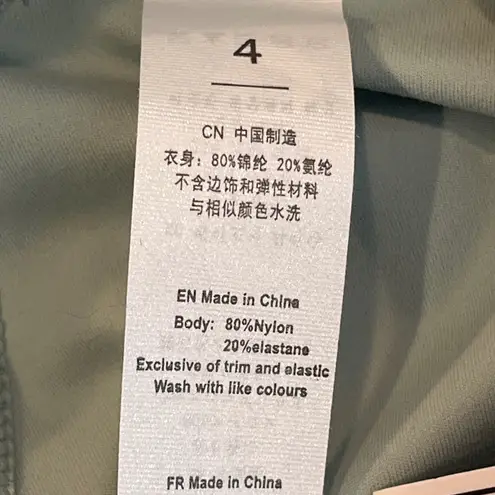 4
CN 中国制造
衣身：80%锦纶 20%氨纶
不含边饰和弹性材料
与相似颜色水洗
EN Made in China
Body: 80%Nylon
20%elastane
Exclusive of trim and elastic
Wash with like colours
FR Made in China